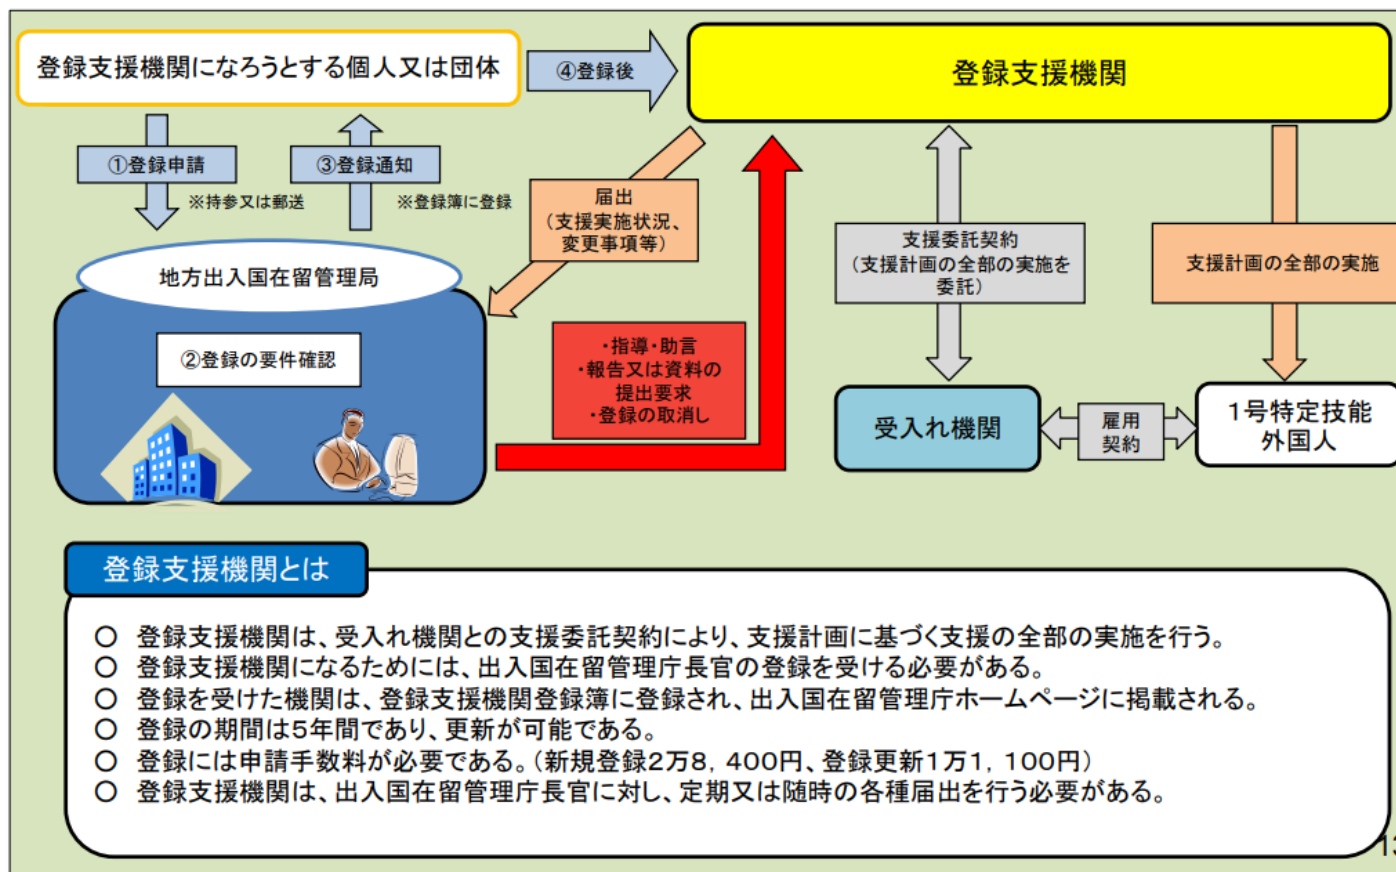 登録支援機関になろうとする個人又は団体
④登録後
登録支援機関
①登録申請
※持参又は郵送
③登録通知
※登録簿に登録
届出
（支援実施状況、
変更事項等）
支援委託契約
（支援計画の全部の実施を
委託）
支援計画の全部の実施
地方出入国在留管理局
②登録の要件確認
・指導・助言
・報告又は資料の
提出要求
・登録の取消し
受入れ機関
雇用
契約
1号特定技能
外国人
登録支援機関とは
○ 登録支援機関は、受入れ機関との支援委託契約により、支援計画に基づく支援の全部の実施を行う。
○ 登録支援機関になるためには、出入国在留管理庁長官の登録を受ける必要がある。
○ 登録を受けた機関は、登録支援機関登録簿に登録され、出入国在留管理庁ホームページに掲載される。
○ 登録の期間は5年間であり、更新が可能である。
○ 登録には申請手数料が必要である。（新規登録2万8，400円、登録更新1万1，100円）
○ 登録支援機関は、出入国在留管理庁長官に対し、定期又は随時の各種届出を行う必要がある。